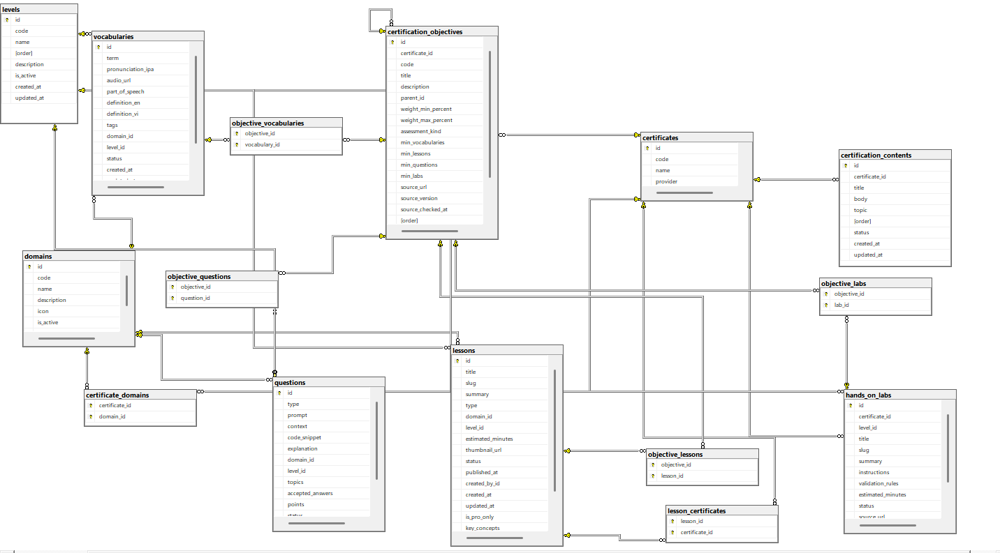 levels
id
code
name
[order]
description
is_active
created_at
updated_at
vocabularies
id
term
pronunciation_ipa
audio_url
part_of_speech
definition_en
definition_vi
tags
domain_id
level_id
status
created_at
objective_vocabularies
objective_id
vocabulary_id
certification_objectives
id
certificate_id
code
title
description
parent_id
weight_min_percent
weight_max_percent
assessment_kind
min_vocabularies
min_lessons
min_questions
min_labs
source_url
source_version
source_checked_at
[order]
certificates
id
code
name
provider
certification_contents
id
certificate_id
title
body
topic
[order]
status
created_at
updated_at
domains
id
code
name
description
icon
is_active
objective_questions
objective_id
question_id
objective_labs
objective_id
lab_id
certificate_domains
certificate_id
domain_id
questions
id
type
prompt
context
code_snippet
explanation
domain_id
level_id
topics
accepted_answers
points
status
lessons
id
title
slug
summary
type
domain_id
level_id
estimated_minutes
thumbnail_url
status
published_at
created_by_id
created_at
updated_at
is_pro_only
key_concepts
objective_lessons
objective_id
lesson_id
lesson_certificates
lesson_id
certificate_id
hands_on_labs
id
certificate_id
level_id
title
slug
summary
instructions
validation_rules
estimated_minutes
status
source_url